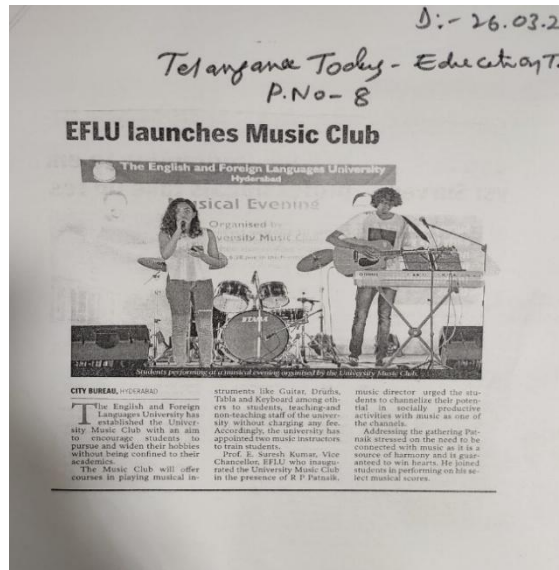 D:- 26.03.2
Telangana Today - Education T
P.No- 8
EFLU launches Music Club
The English and Foreign Languages University
Hyderabad
usical Evening
Organised by
versity Music C
TAMA
Students performing at a musical evening organised by the University Music Club.
CITY BUREAU, HYDERABAD
The English and Foreign
Languages University has
established the Univer-
sity Music Club with an aim
to encourage students to
pursue and widen their hobbies
without being confined to their
academics.
The Music Club will offer
courses in playing musical in-
struments like Guitar, Drums,
Tabla and Keyboard among oth-
ers to students, teaching-and
non-teaching staff of the univer-
sity without charging any fee.
Accordingly, the university has
appointed two music instructors
to train students.
Prof. E. Suresh Kumar, Vice
Chancellor, EFLU who inaugu-
rated the University Music Club
in the presence of R P Patnaik,
music director urged the stu-
dents to channelize their poten-
tial in socially productive
activities with music as one of
the channels.
Addressing the gathering Pat-
naik stressed on the need to be
connected with music as it is a
source of harmony and is guar-
anteed to win hearts. He joined
students in performing on his se-
lect musical scores.